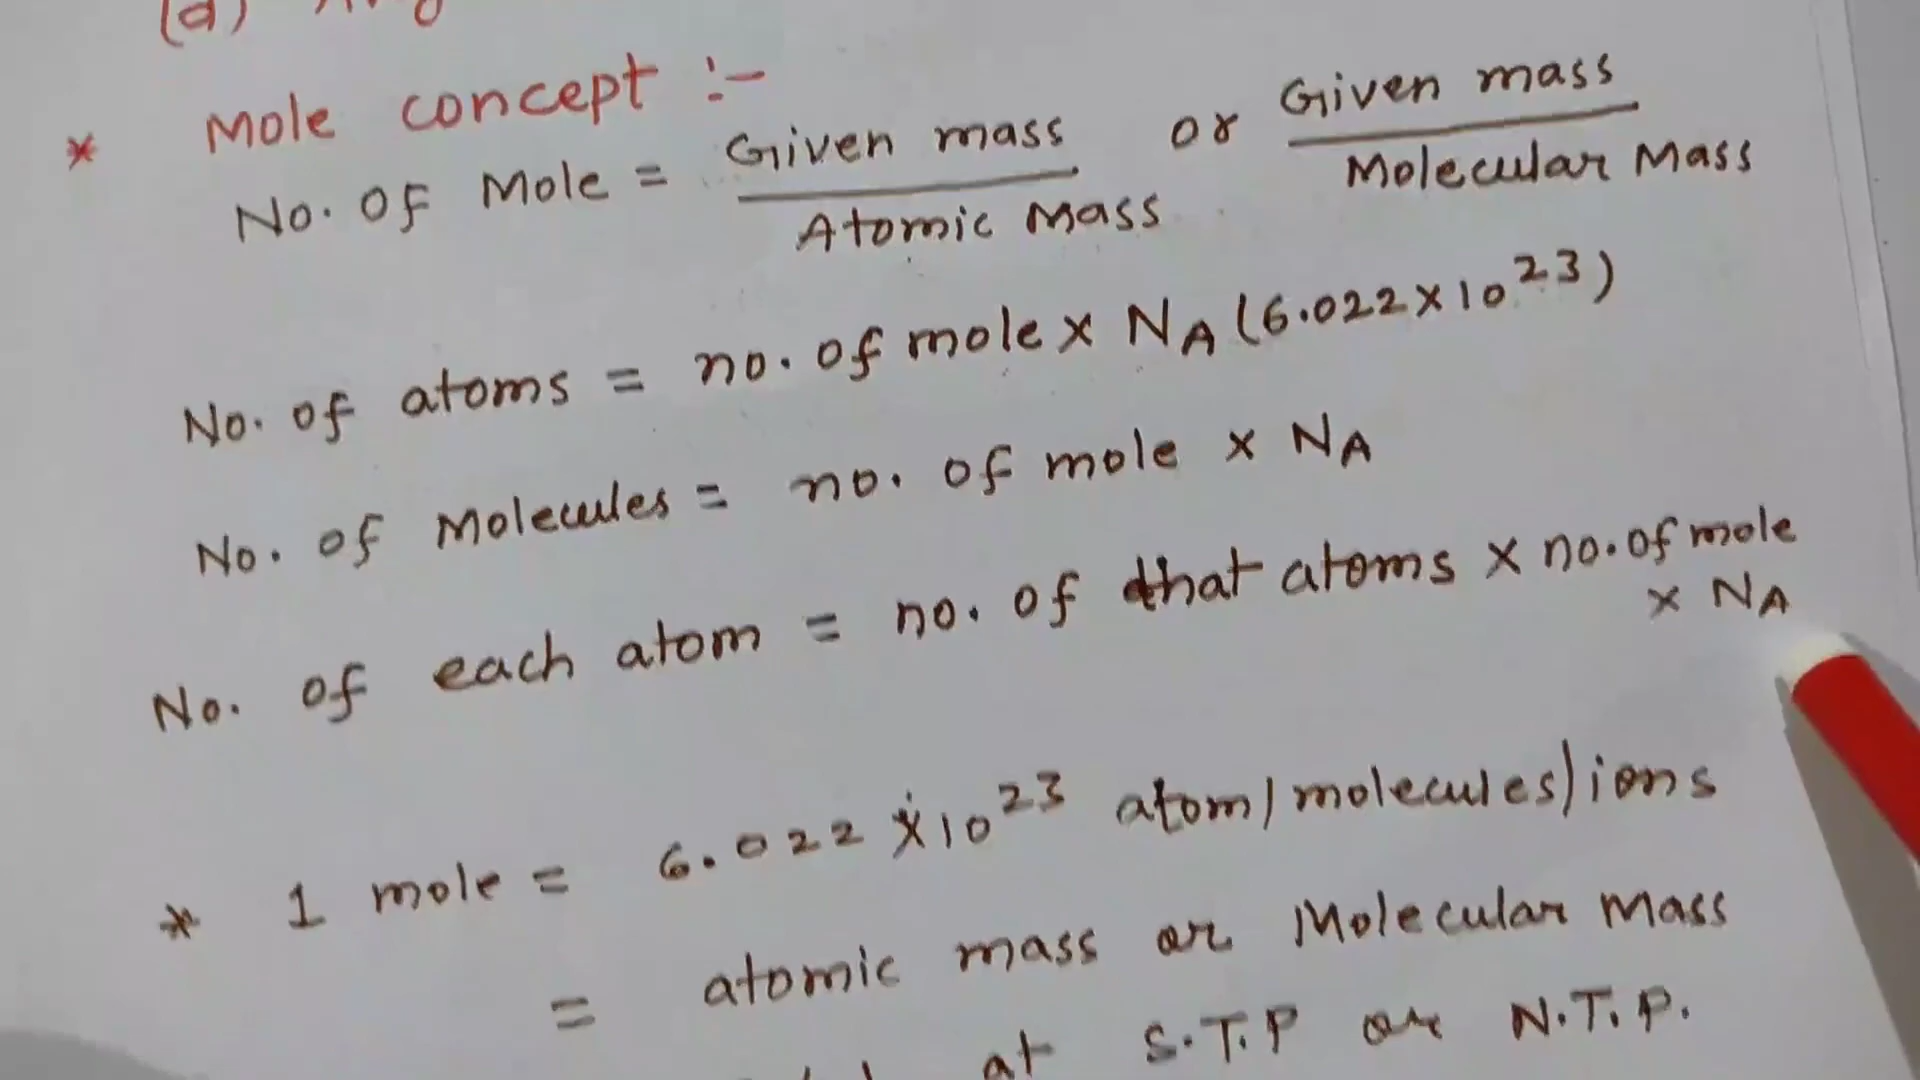 (d)
* Mole concept :-
No. of Mole = Given mass / Atomic Mass or Given mass / Molecular Mass
No. of atoms = no. of mole x NA (6.022 x 10^23)
No. of Molecules = no. of mole x NA
No. of each atom = no. of that atoms x no. of mole
x NA
* 1 mole = 6.022 x 10^23 atom/molecules/ions
= atomic mass or Molecular Mass
at S.T.P or N.T.P.